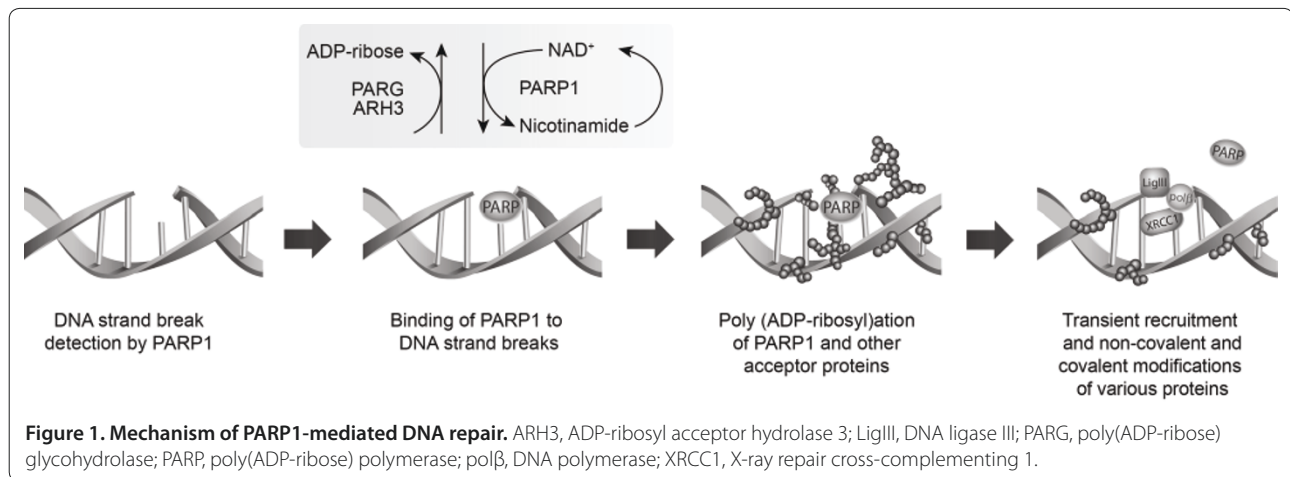 ADP-ribose
NAD⁺
PARG
ARH3
PARP1
Nicotinamide
PARP
PARP
LigIII
polβ
XRCC1
PARP
DNA strand break
detection by PARP1
Binding of PARP1 to
DNA strand breaks
Poly (ADP-ribosyl)ation
of PARP1 and other
acceptor proteins
Transient recruitment
and non-covalent and
covalent modifications
of various proteins
Figure 1. Mechanism of PARP1-mediated DNA repair. ARH3, ADP-ribosyl acceptor hydrolase 3; LigIII, DNA ligase III; PARG, poly(ADP-ribose)
glycohydrolase; PARP, poly(ADP-ribose) polymerase; polβ, DNA polymerase; XRCC1, X-ray repair cross-complementing 1.